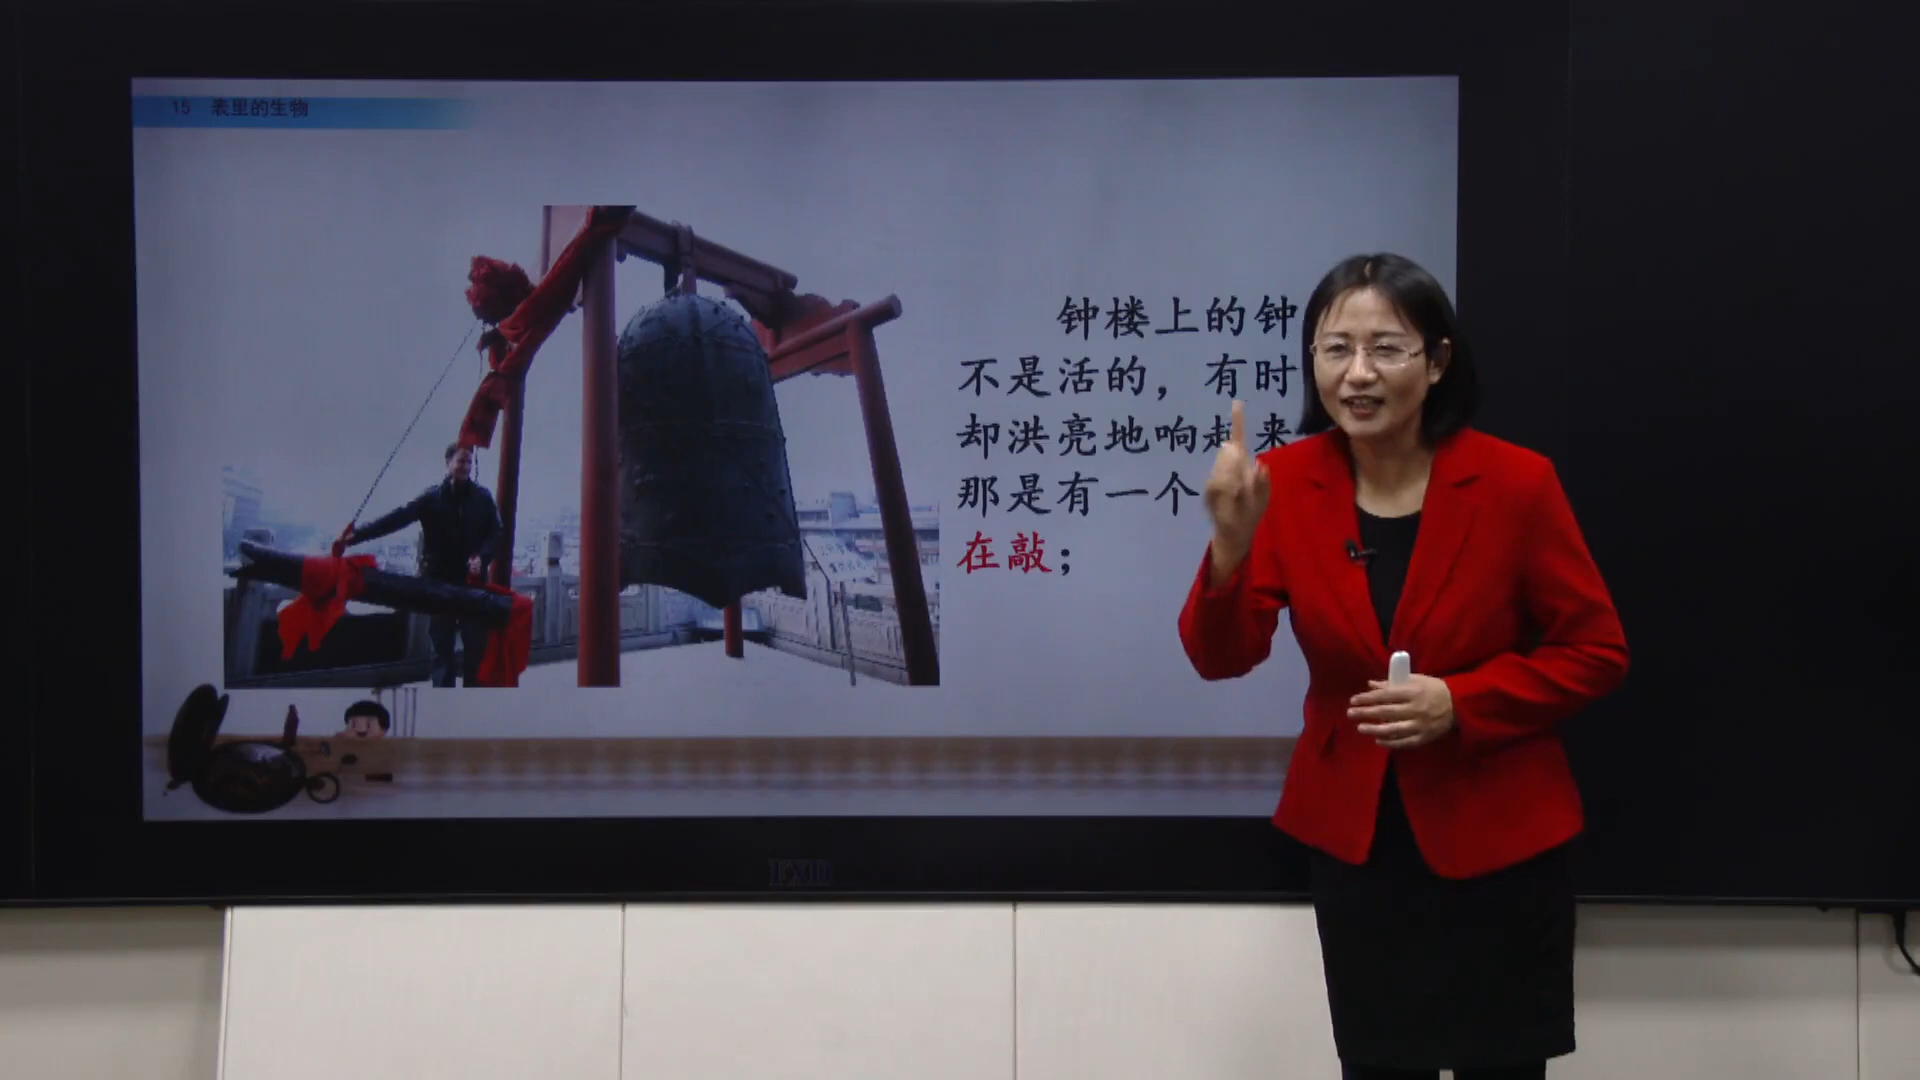 15 表里的生物
钟楼上的钟
不是活的，有时
却洪亮地响起来
那是有一个
在敲；